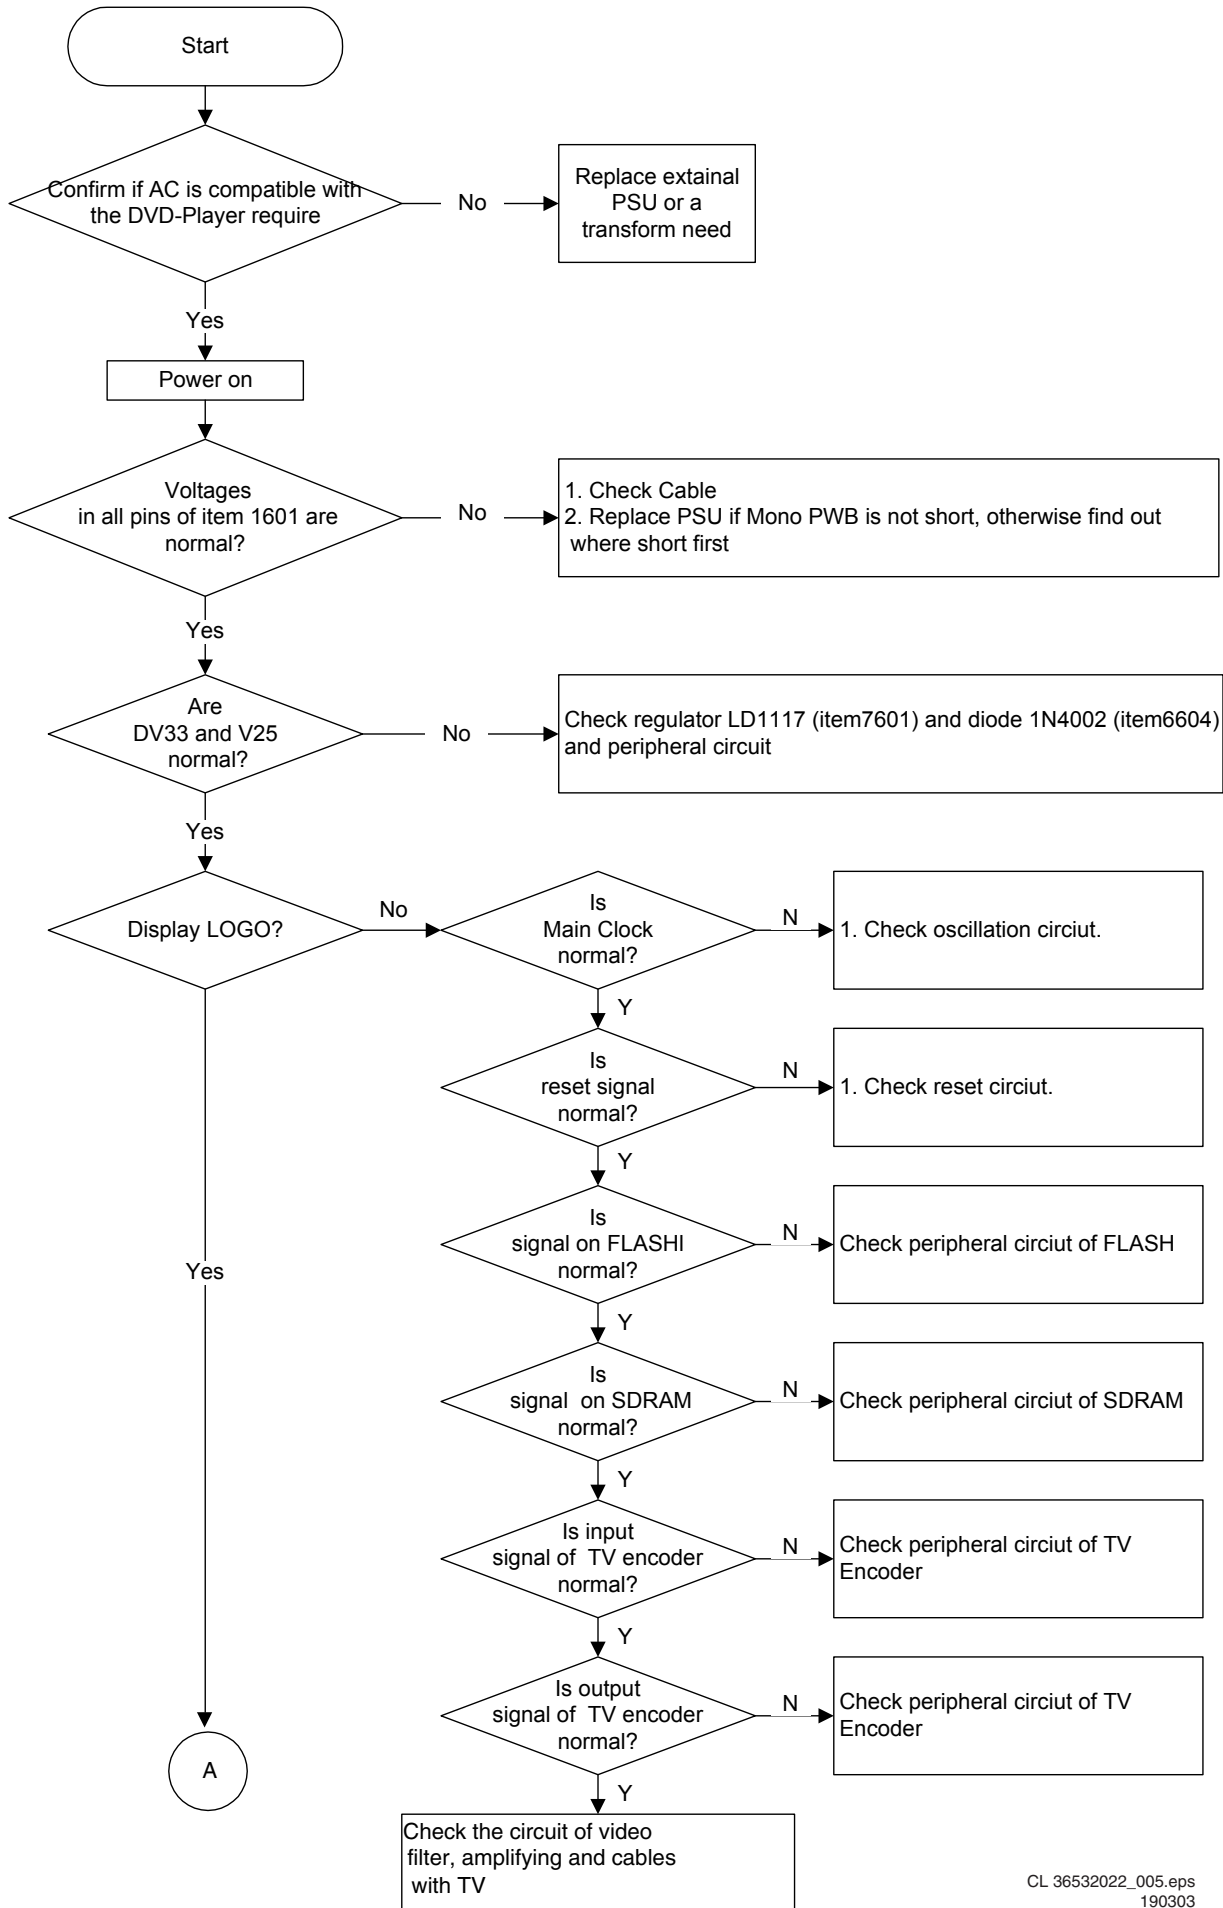 Start
Confirm if AC is compatible with
the DVD-Player require
No
Replace extainal
PSU or a
transform need
Yes
Power on
Voltages
in all pins of item 1601 are
normal?
No
1. Check Cable
2. Replace PSU if Mono PWB is not short, otherwise find out
where short first
Yes
Are
DV33 and V25
normal?
No
Check regulator LD1117 (item7601) and diode 1N4002 (item6604)
and peripheral circuit
Yes
Display LOGO?
No
Is
Main Clock
normal?
N
1. Check oscillation circiut.
Y
Is
reset signal
normal?
N
1. Check reset circiut.
Y
Is
signal on FLASHI
normal?
N
Check peripheral circiut of FLASH
Yes
Y
Is
signal on SDRAM
normal?
N
Check peripheral circiut of SDRAM
Y
Is input
signal of TV encoder
normal?
N
Check peripheral circiut of TV
Encoder
Y
Is output
signal of TV encoder
normal?
N
Check peripheral circiut of TV
Encoder
A
Y
Check the circuit of video
filter, amplifying and cables
with TV
CL 36532022_005.eps
190303